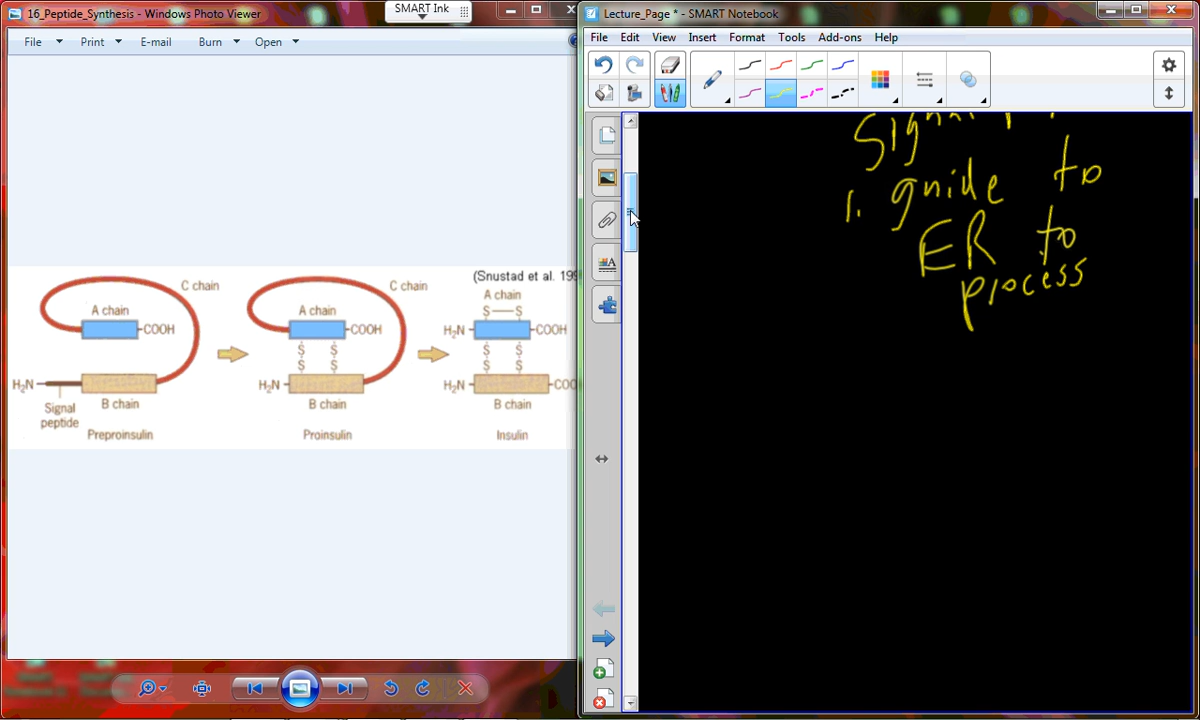 16_Peptide_Synthesis - Windows Photo Viewer
SMART Ink
File Print E-mail Burn Open
(Snustad et al. 199
C chain
A chain
COOH
H₂N
Signal
peptide
B chain
Preproinsulin
C chain
A chain
COOH
S S
S S
H₂N
B chain
Proinsulin
A chain
S S
H₂N
COOH
S S
S S
H₂N
COO
B chain
Insulin
Lecture_Page * - SMART Notebook
File Edit View Insert Format Tools Add-ons Help
1. guide to
ER to
process